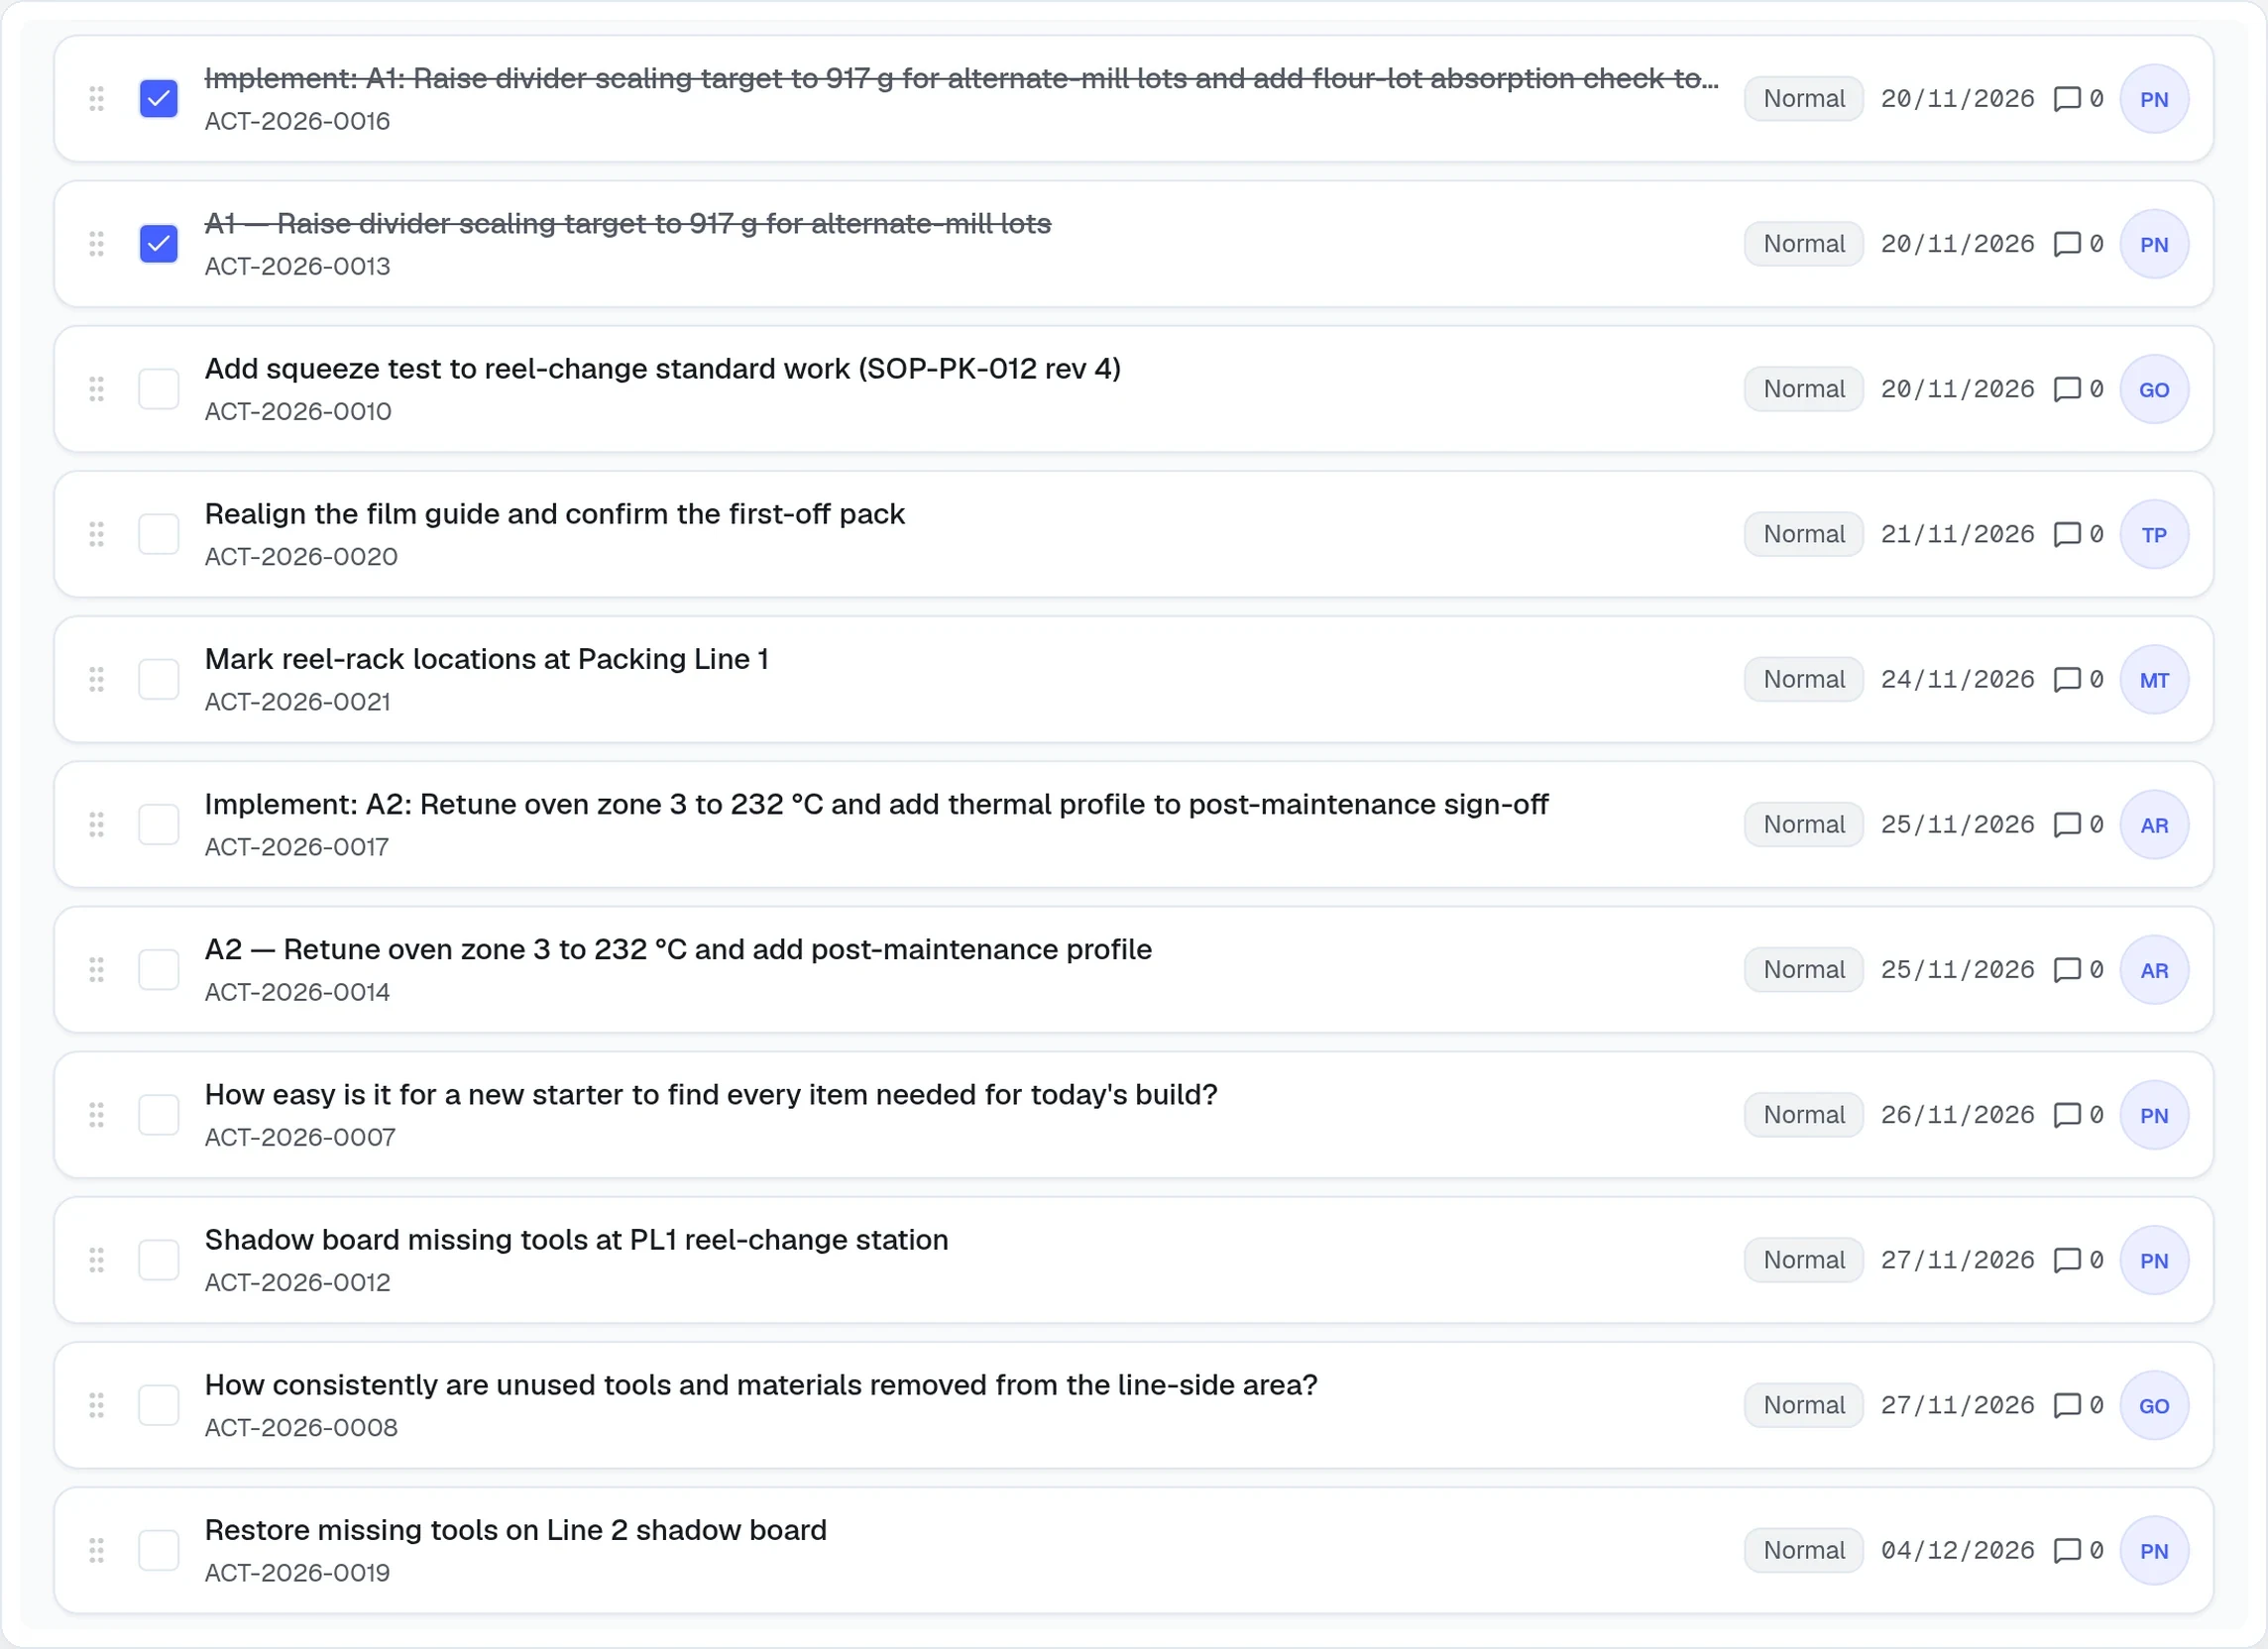 Implement: A1: Raise divider scaling target to 917 g for alternate-mill lots and add flour-lot absorption check to...
Normal 20/11/2026 0 PN
ACT-2026-0016
A1 — Raise divider scaling target to 917 g for alternate-mill lots
Normal 20/11/2026 0 PN
ACT-2026-0013
Add squeeze test to reel-change standard work (SOP-PK-012 rev 4)
Normal 20/11/2026 0 GO
ACT-2026-0010
Realign the film guide and confirm the first-off pack
Normal 21/11/2026 0 TP
ACT-2026-0020
Mark reel-rack locations at Packing Line 1
Normal 24/11/2026 0 MT
ACT-2026-0021
Implement: A2: Retune oven zone 3 to 232 °C and add thermal profile to post-maintenance sign-off
Normal 25/11/2026 0 AR
ACT-2026-0017
A2 — Retune oven zone 3 to 232 °C and add post-maintenance profile
Normal 25/11/2026 0 AR
ACT-2026-0014
How easy is it for a new starter to find every item needed for today's build?
Normal 26/11/2026 0 PN
ACT-2026-0007
Shadow board missing tools at PL1 reel-change station
Normal 27/11/2026 0 PN
ACT-2026-0012
How consistently are unused tools and materials removed from the line-side area?
Normal 27/11/2026 0 GO
ACT-2026-0008
Restore missing tools on Line 2 shadow board
Normal 04/12/2026 0 PN
ACT-2026-0019